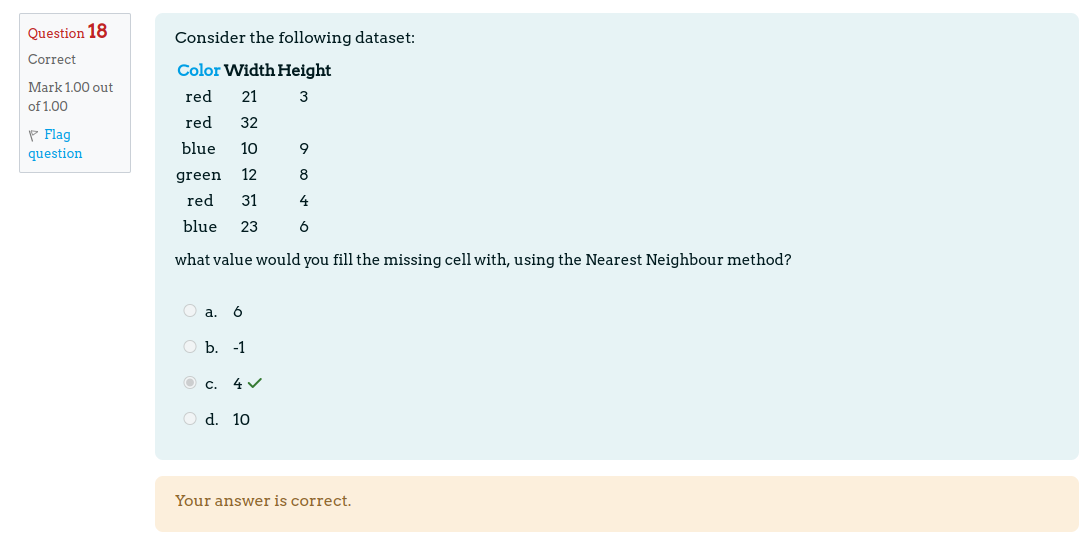 Question 18
Correct
Mark 1.00 out
of 1.00
Flag
question
Consider the following dataset:
Color Width Height
red 21 3
red 32
blue 10 9
green 12 8
red 31 4
blue 23 6
what value would you fill the missing cell with, using the Nearest Neighbour method?
a. 6
b. -1
c. 4
d. 10
Your answer is correct.